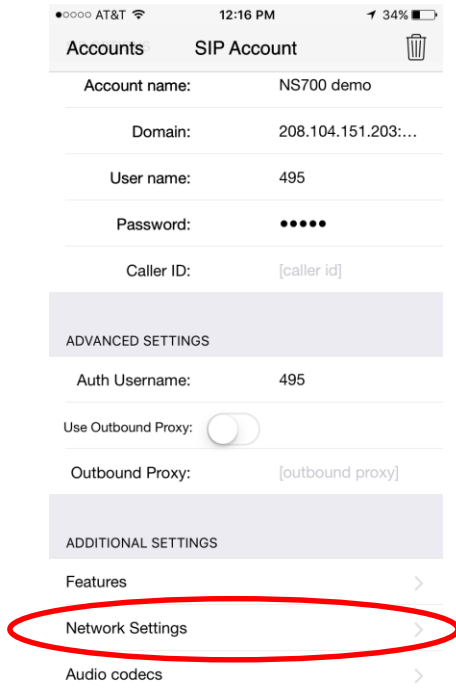 AT&T 12:16 PM 34%
Accounts SIP Account
Account name: NS700 demo
Domain: 208.104.151.203:...
User name: 495
Password: •••••
Caller ID: [caller id]
ADVANCED SETTINGS
Auth Username: 495
Use Outbound Proxy:
Outbound Proxy: [outbound proxy]
ADDITIONAL SETTINGS
Features
Network Settings
Audio codecs